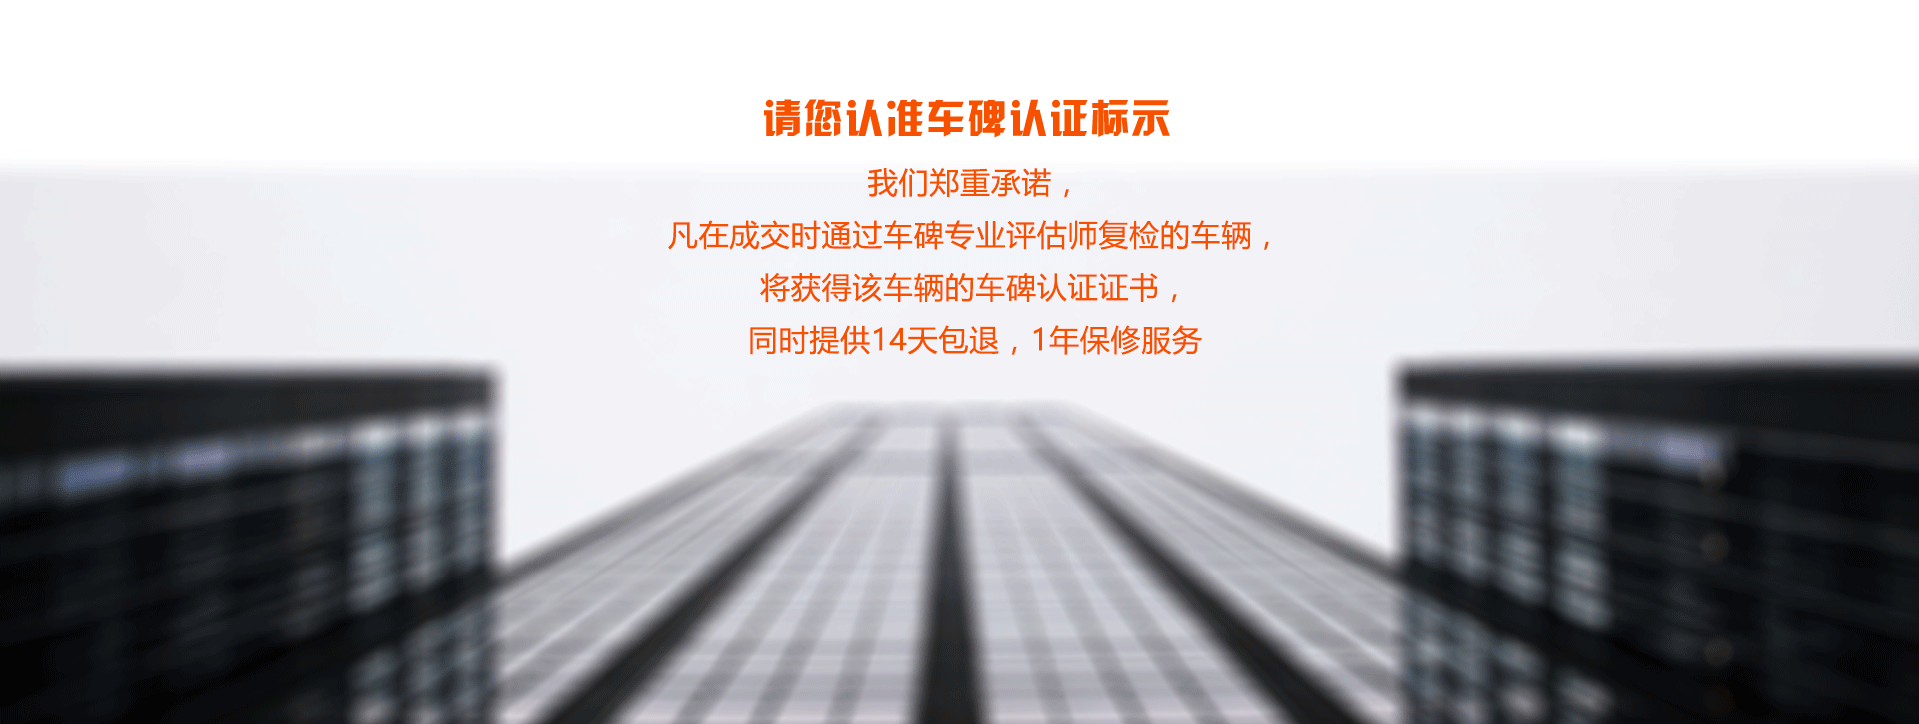 请您认准车碑认证标示
我们郑重承诺，
凡在成交时通过车碑专业评估师复检的车辆，
将获得该车辆的车碑认证证书，
同时提供14天包退，1年保修服务